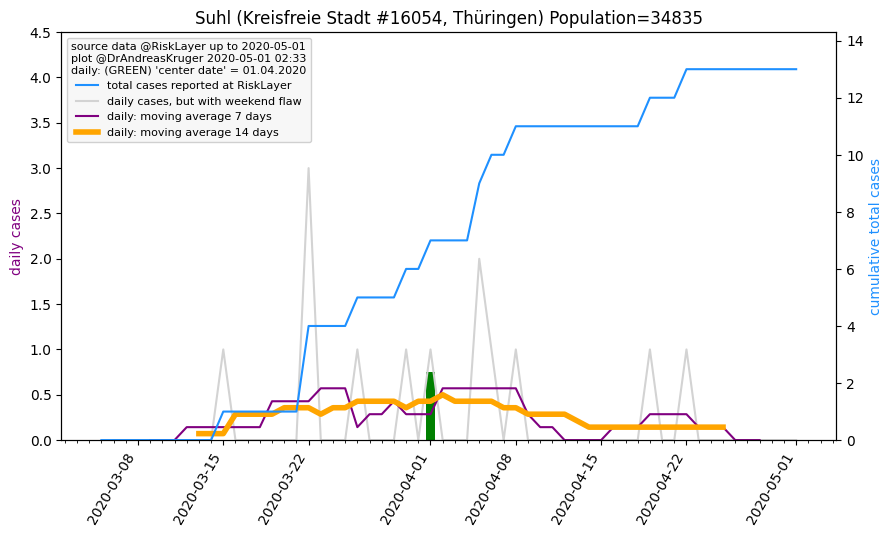 Suhl (Kreisfreie Stadt #16054, Thüringen) Population=34835
source data @RiskLayer up to 2020-05-01
plot @DrAndreasKruger 2020-05-01 02:33
daily: (GREEN) 'center date' = 01.04.2020
total cases reported at RiskLayer
daily cases, but with weekend flaw
daily: moving average 7 days
daily: moving average 14 days
daily cases
4.5
4.0
3.5
3.0
2.5
2.0
1.5
1.0
0.5
0.0
14
12
10
8
6
4
2
0
cumulative total cases
2020-03-08
2020-03-15
2020-03-22
2020-04-01
2020-04-08
2020-04-15
2020-04-22
2020-05-01